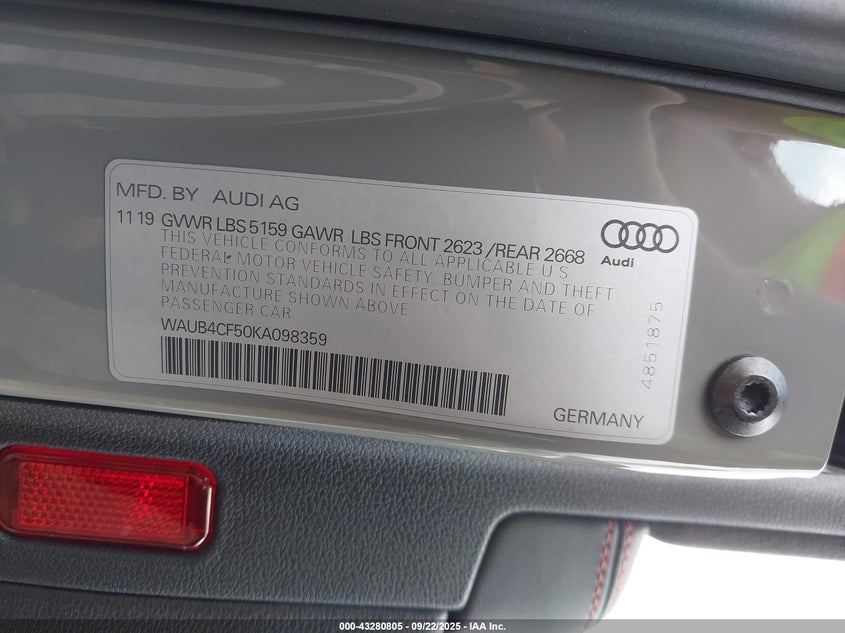 MFD. BY AUDI AG
11 19 GVWR LBS 5159 GAWR LBS FRONT 2623 /REAR 2668
THIS VEHICLE CONFORMS TO ALL APPLICABLE U S
FEDERAL MOTOR VEHICLE SAFETY, BUMPER AND THEFT
PREVENTION STANDARDS IN EFFECT ON THE DATE OF
MANUFACTURE SHOWN ABOVE
PASSENGER CAR
WAUB4CF50KA098359
GERMANY
Audi
4851875
000-43280805 - 09/22/2025 - IAA Inc.